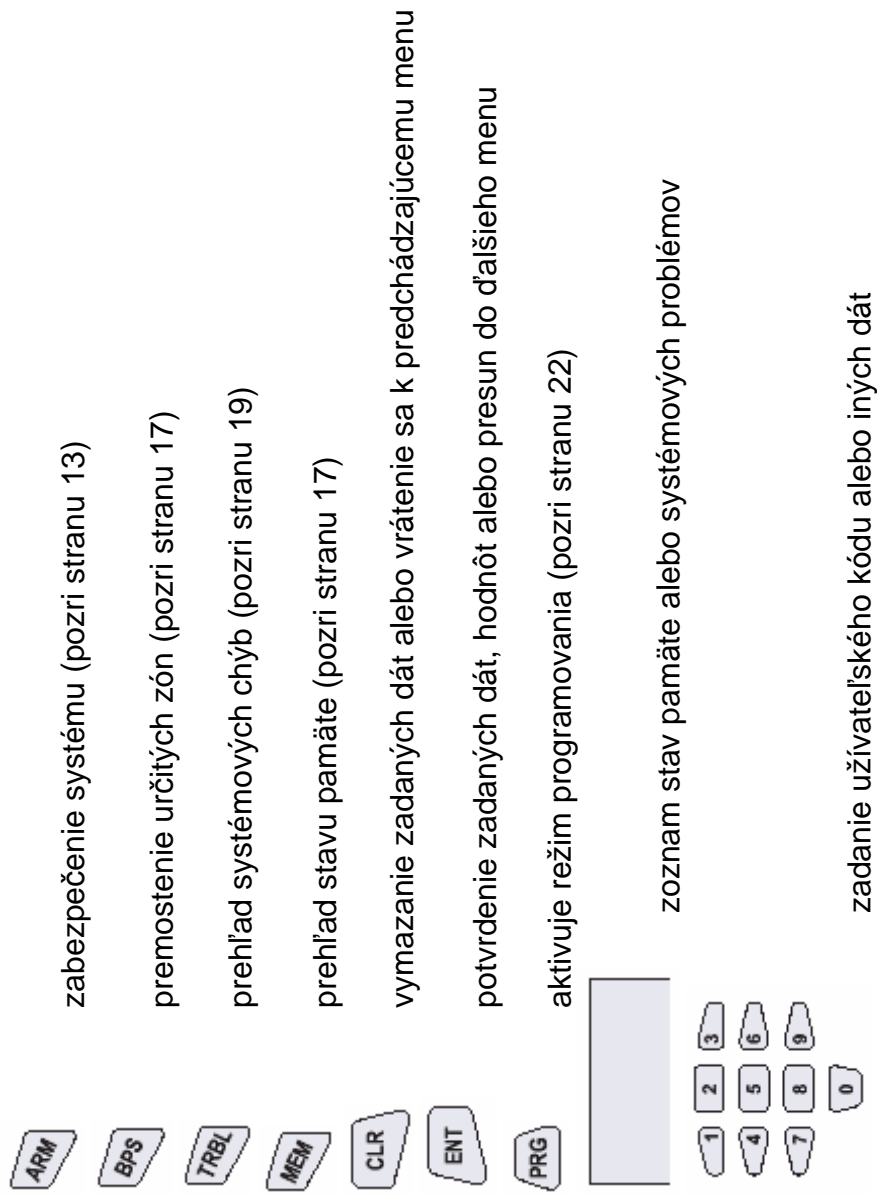 ARM zabezpečenie systému (pozri stranu 13)
BPS premostenie určitých zón (pozri stranu 17)
TRBL prehľad systémových chýb (pozri stranu 19)
MEM prehľad stavu pamäte (pozri stranu 17)
CLR vymazanie zadaných dát alebo vrátenie sa k predchádzajúcemu menu
ENT potvrdenie zadaných dát, hodnôt alebo presun do ďalšieho menu
PRG aktivuje režim programovania (pozri stranu 22)
zoznam stav pamäte alebo systémových problémov
1 2 3
4 5 6
7 8 9
0
zadanie užívateľského kódu alebo iných dát